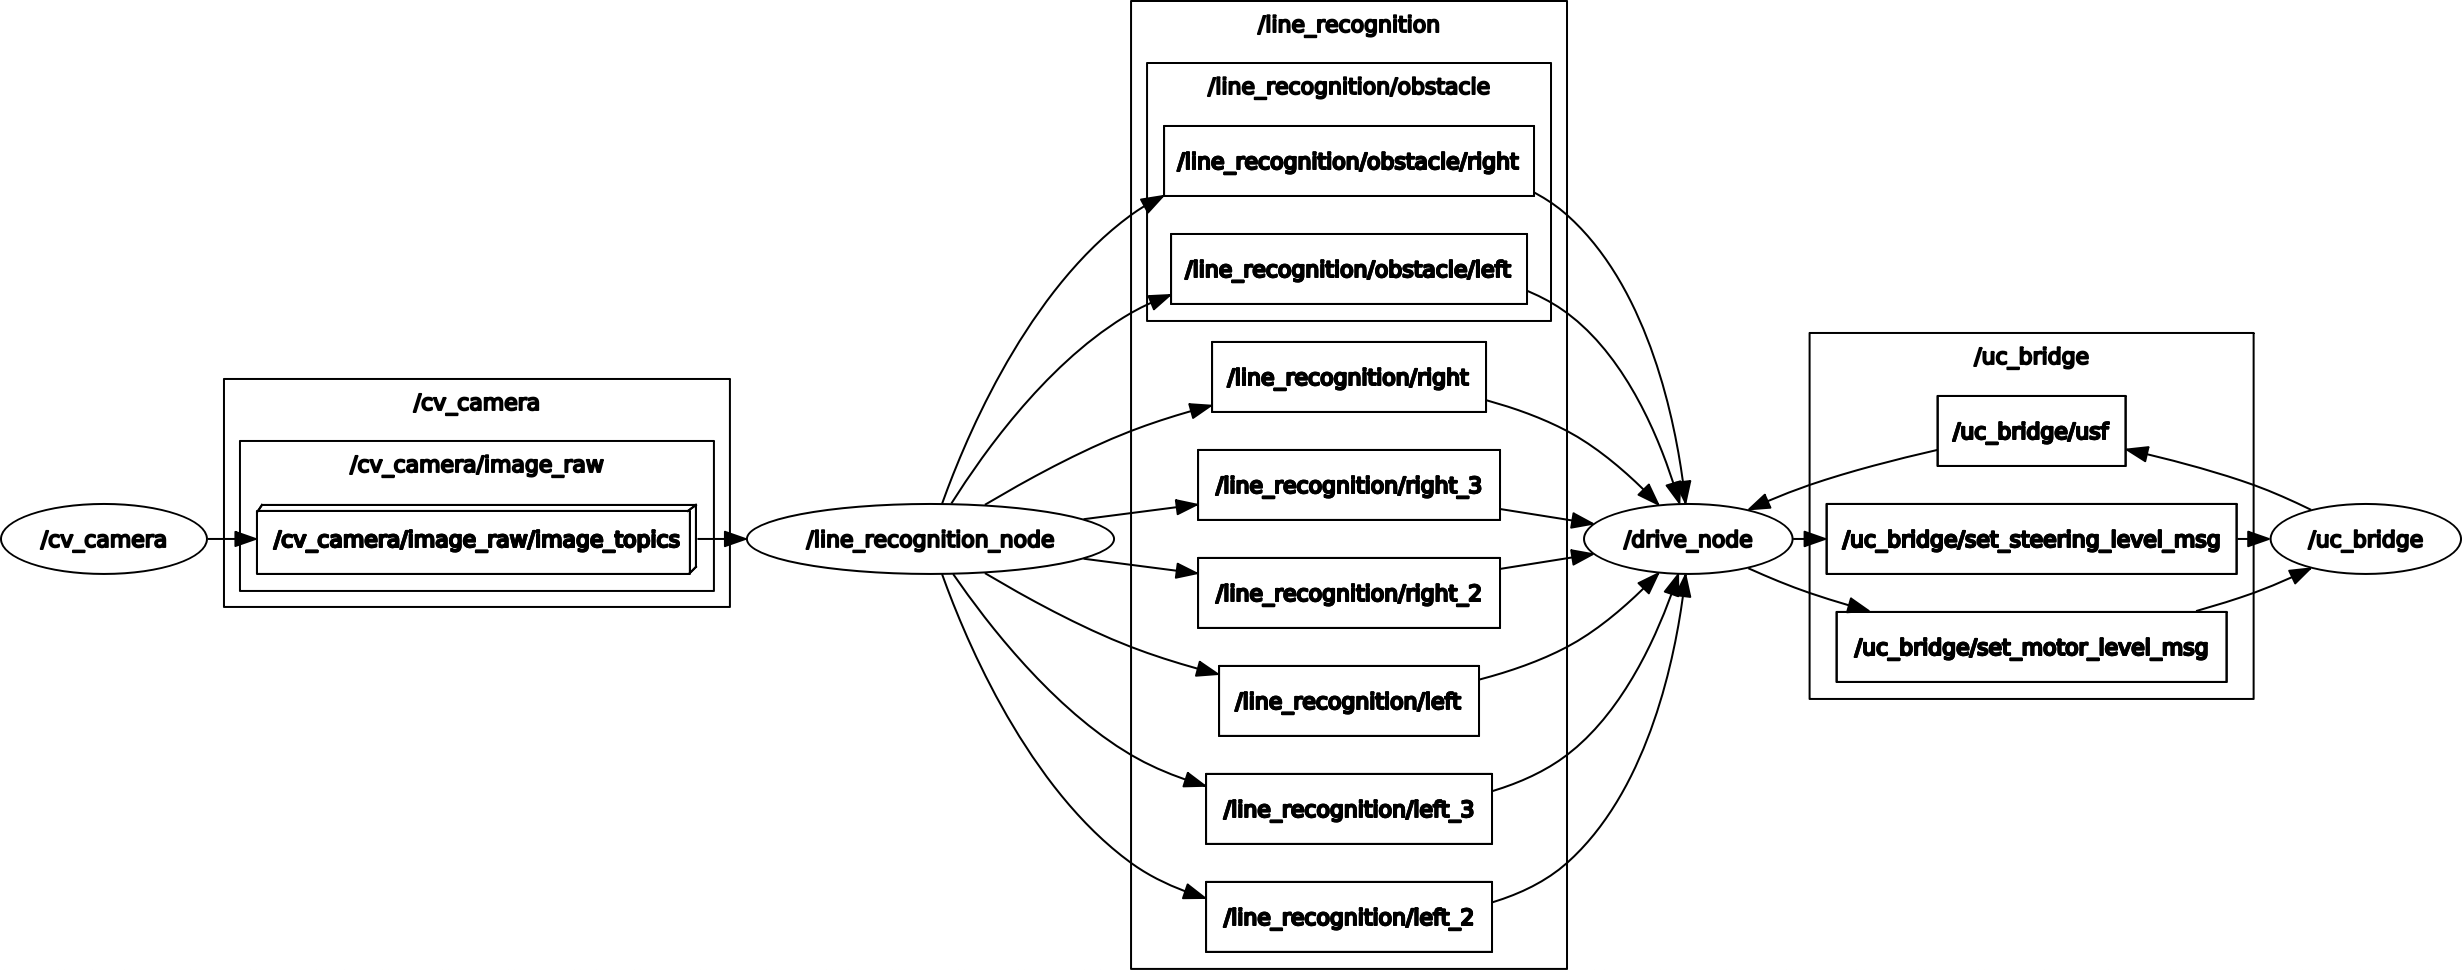 /cv_camera
/cv_camera
/cv_camera/image_raw
/cv_camera/image_raw/image_topics
/line_recognition_node
/line_recognition
/line_recognition/obstacle
/line_recognition/obstacle/right
/line_recognition/obstacle/left
/line_recognition/right
/line_recognition/right_3
/line_recognition/right_2
/line_recognition/left
/line_recognition/left_3
/line_recognition/left_2
/drive_node
/uc_bridge
/uc_bridge/usf
/uc_bridge/set_steering_level_msg
/uc_bridge/set_motor_level_msg
/uc_bridge